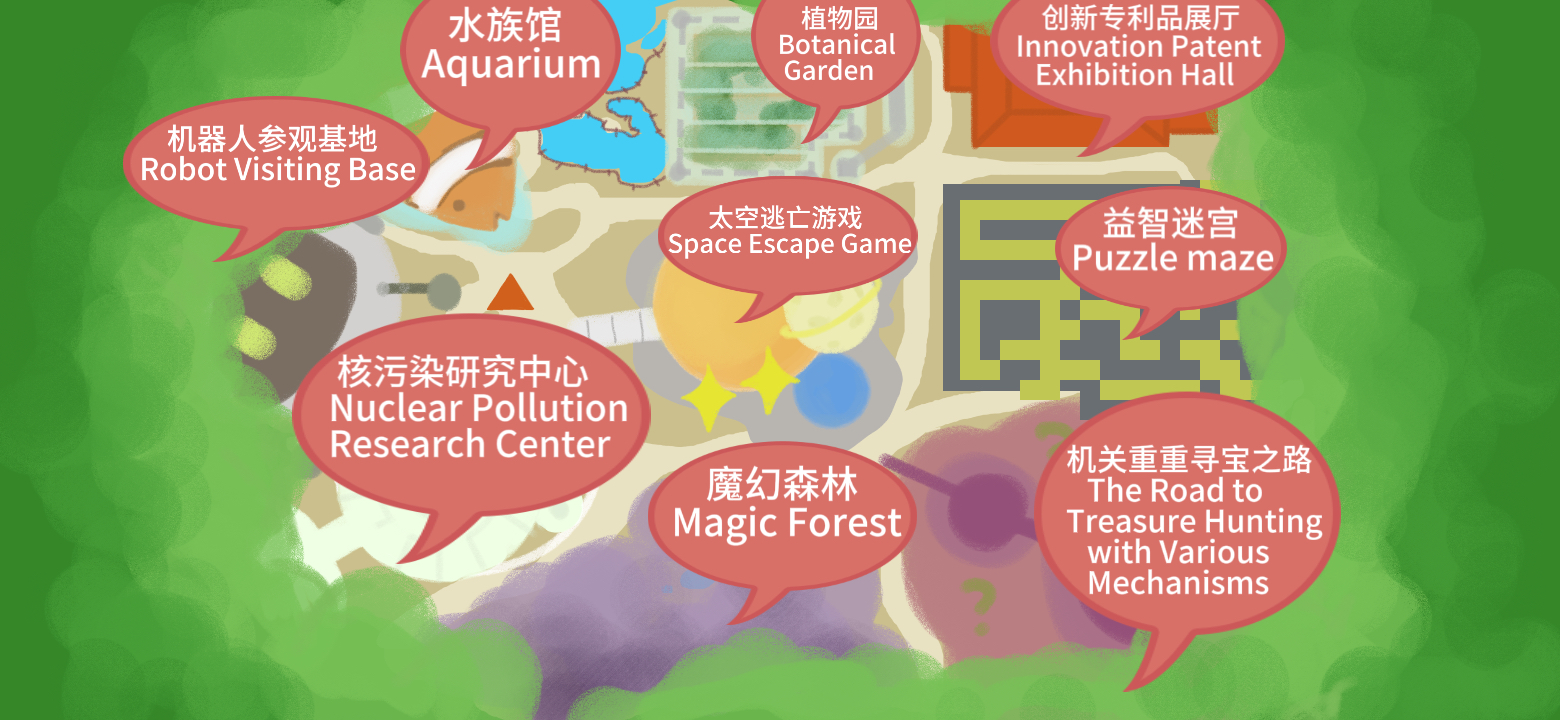 水族馆
Aquarium
植物园
Botanical
Garden
创新专利品展厅
Innovation Patent
Exhibition Hall
机器人参观基地
Robot Visiting Base
太空逃亡游戏
Space Escape Game
益智迷宫
Puzzle maze
核污染研究中心
Nuclear Pollution
Research Center
魔幻森林
Magic Forest
机关重重寻宝之路
The Road to
Treasure Hunting
with Various
Mechanisms
?
?